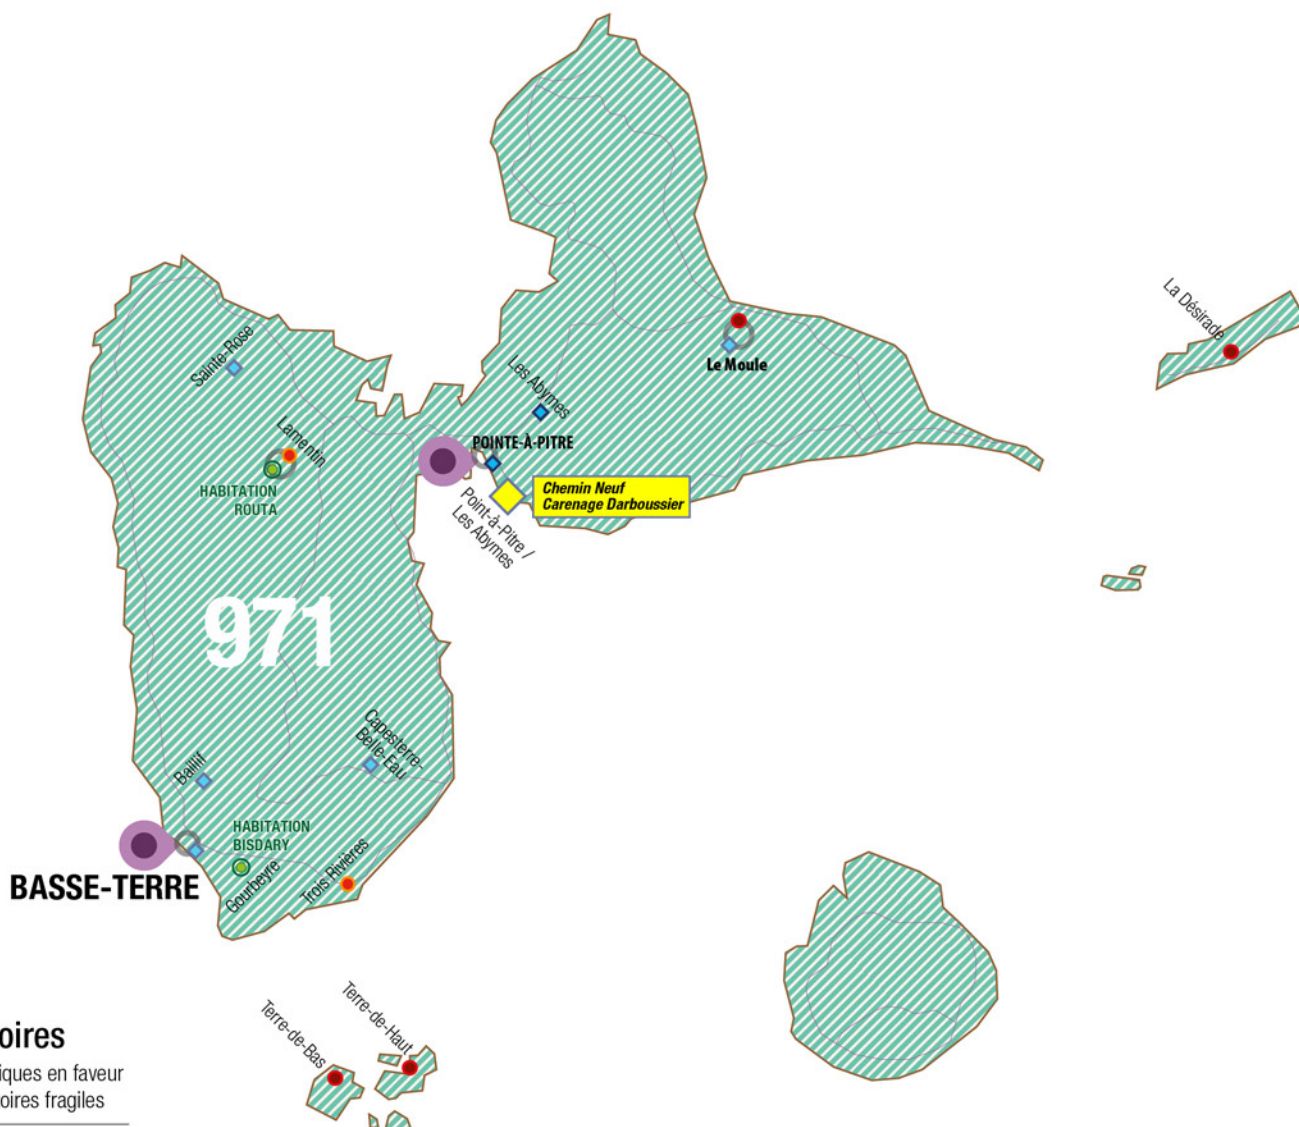 La Désirade
Sainte-Rose
Les Abymes
Le Moule
Lamentin
POINTE-À-PITRE
HABITATION
ROUTA
Chemin Neuf
Carenage Darboussier
Point-à-Pitre /
Les Abymes
971
Capesterre-
Belle-Eau
Baillif
HABITATION
BISDARY
BASSE-TERRE
Gourbeyre
Trois Rivières
Terre-de-Bas
Terre-de-Haut
oires
iques en faveur
oires fragiles